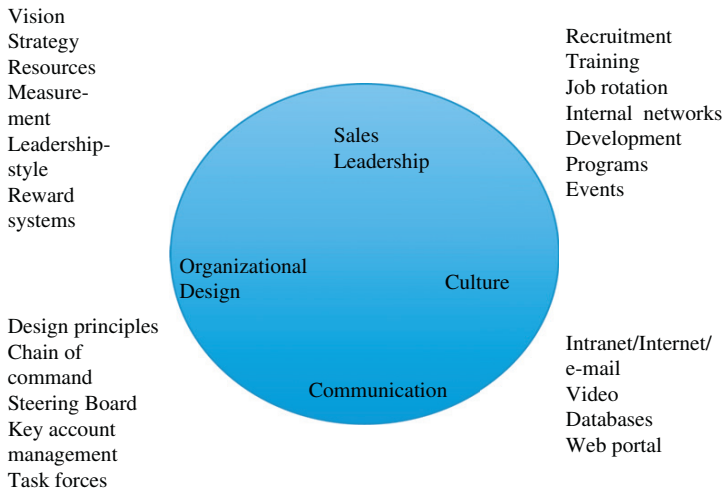 Vision
Strategy
Resources
Measure-
ment
Leadership-
style
Reward
systems
Recruitment
Training
Job rotation
Internal networks
Development
Programs
Events
Sales
Leadership
Organizational
Design
Culture
Communication
Design principles
Chain of
command
Steering Board
Key account
management
Task forces
Intranet/Internet/
e-mail
Video
Databases
Web portal